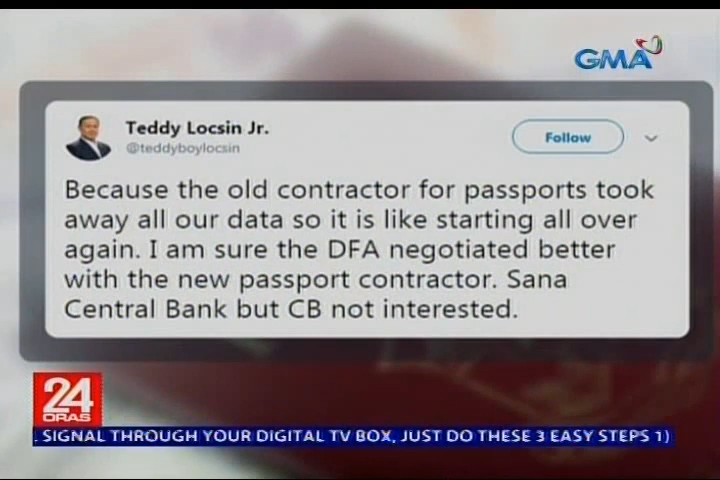 GMA
Teddy Locsin Jr.
@teddyboylocsin
Follow
Because the old contractor for passports took
away all our data so it is like starting all over
again. I am sure the DFA negotiated better
with the new passport contractor. Sana
Central Bank but CB not interested.
24
ORAS
. SIGNAL THROUGH YOUR DIGITAL TV BOX, JUST DO THESE 3 EASY STEPS 1)